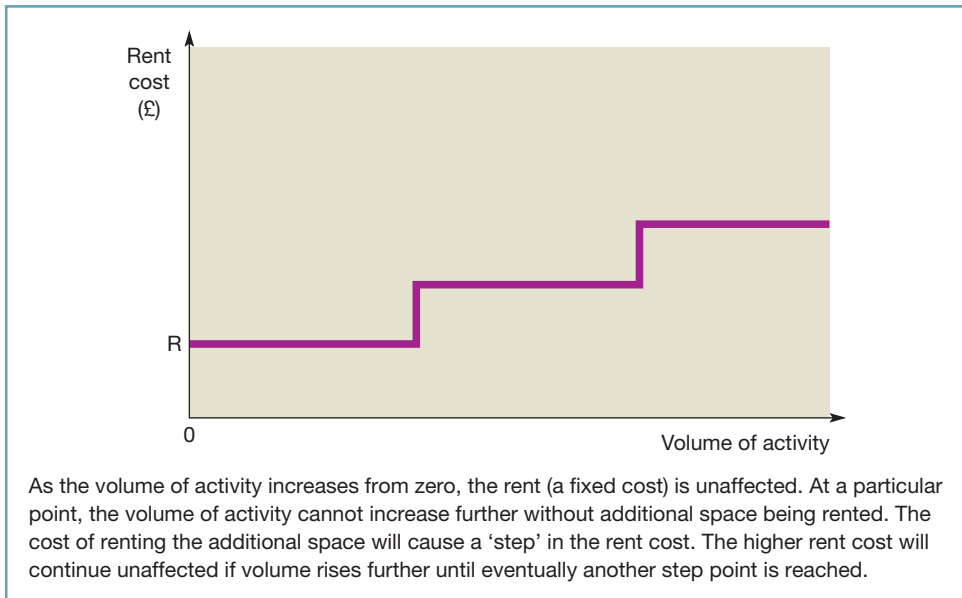 Rent
cost
(£)
R
0
Volume of activity
As the volume of activity increases from zero, the rent (a fixed cost) is unaffected. At a particular
point, the volume of activity cannot increase further without additional space being rented. The
cost of renting the additional space will cause a ‘step’ in the rent cost. The higher rent cost will
continue unaffected if volume rises further until eventually another step point is reached.